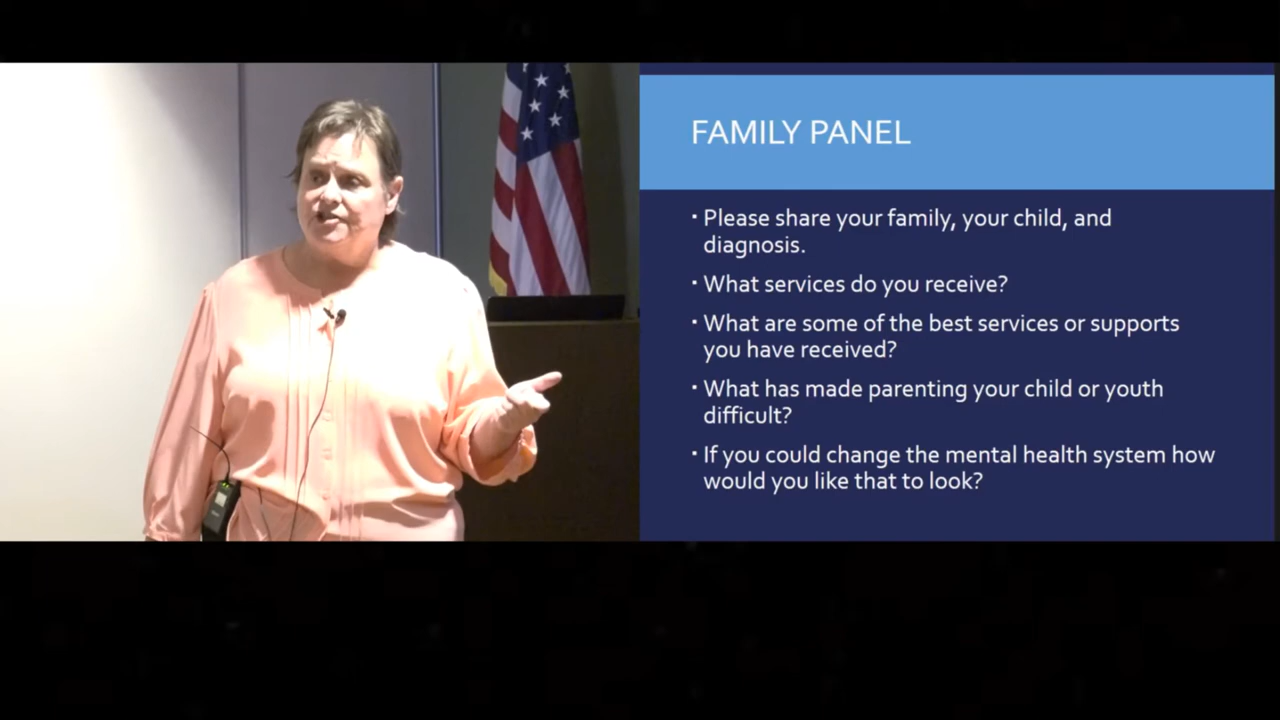 FAMILY PANEL
▪ Please share your family, your child, and
diagnosis.
▪ What services do you receive?
▪ What are some of the best services or supports
you have received?
▪ What has made parenting your child or youth
difficult?
▪ If you could change the mental health system how
would you like that to look?